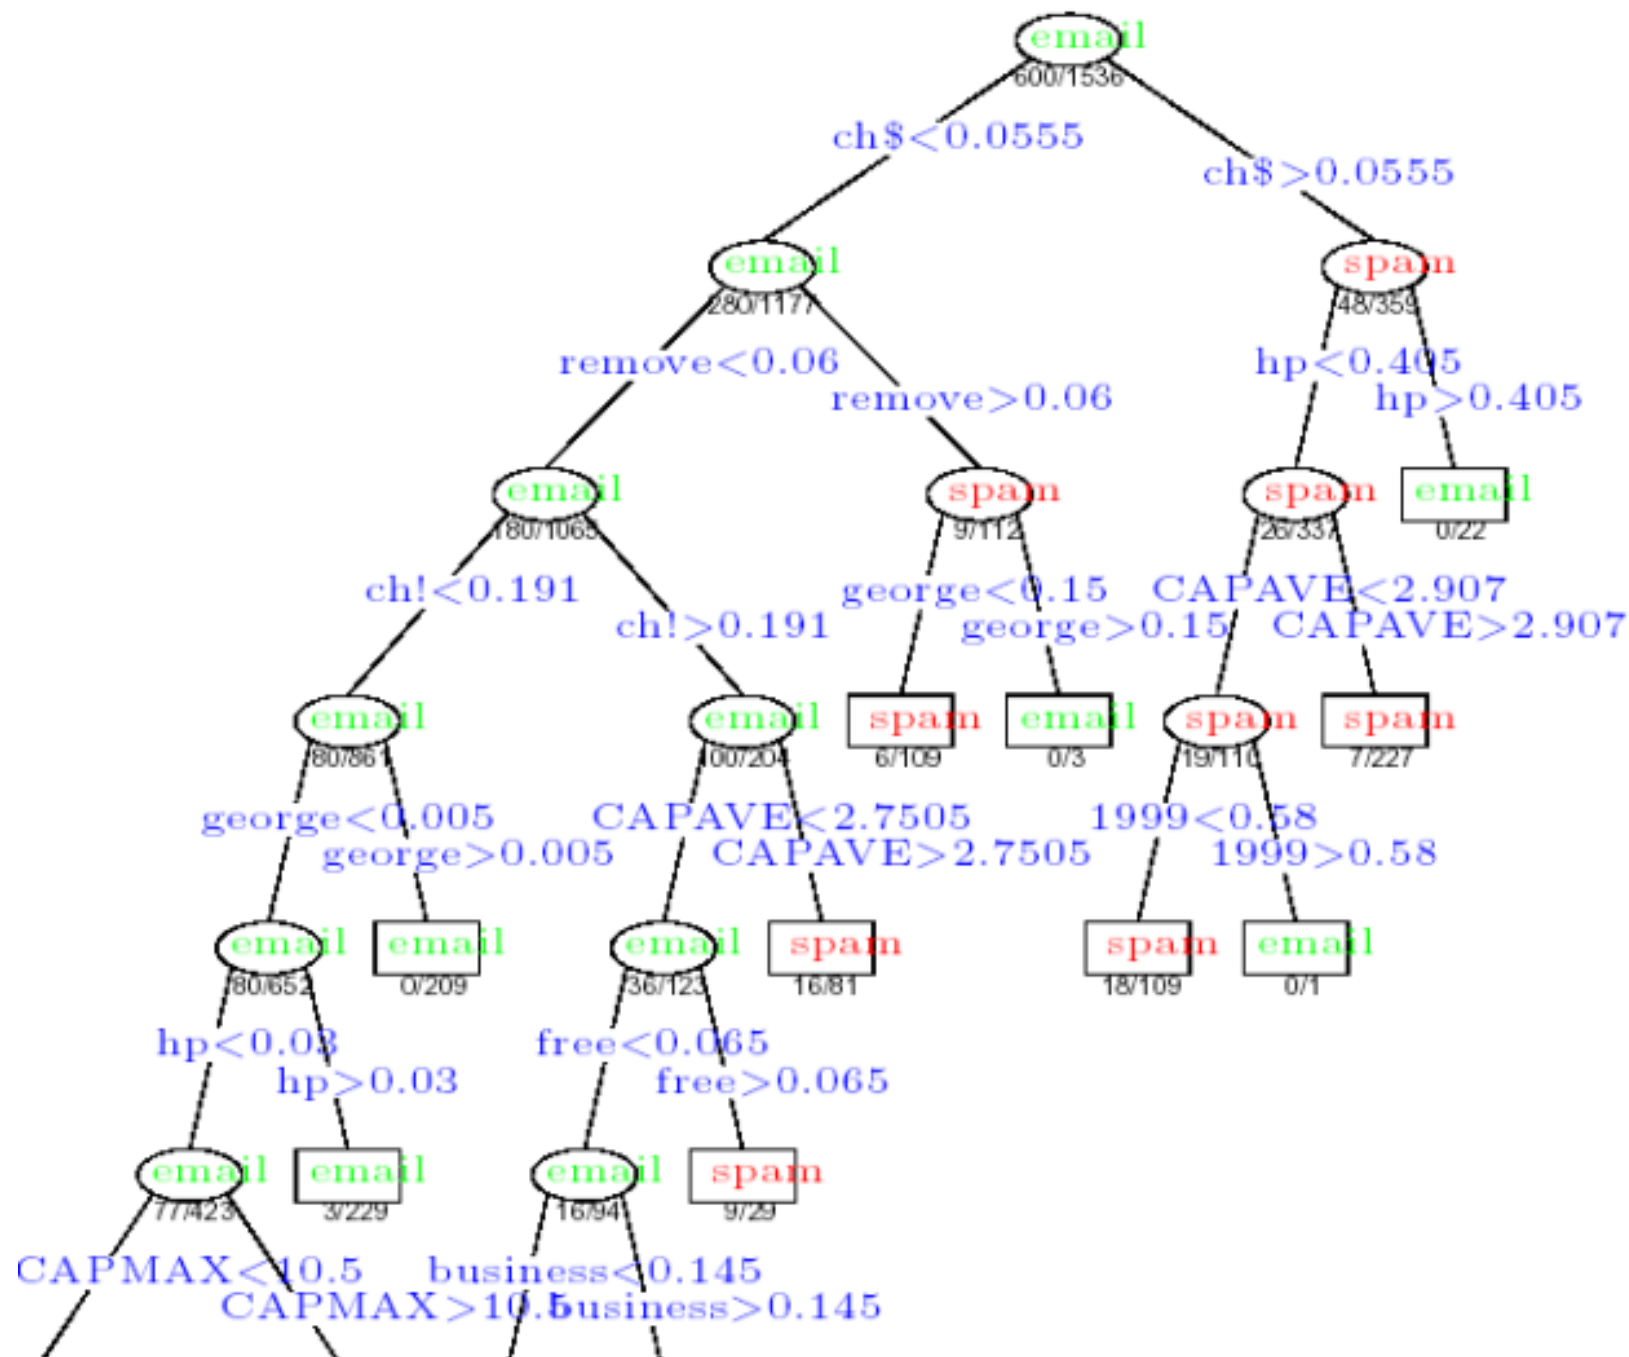 email
600/1536
ch$<0.0555
ch$>0.0555
email
spam
280/1177
48/359
remove<0.06
hp<0.405
remove>0.06
hp>0.405
email
spam
spam
email
180/1065
9/112
26/337
0/22
ch!<0.191
george<0.15
CAPAVE<2.907
ch!>0.191
george>0.15
CAPAVE>2.907
email
email
spam
email
spam
spam
80/861
100/204
6/109
0/3
19/110
7/227
george<0.005
CAPAVE<2.7505
1999<0.58
george>0.005
CAPAVE>2.7505
1999>0.58
email
email
email
spam
spam
email
80/652
0/209
36/123
16/81
18/109
0/1
hp<0.03
free<0.065
hp>0.03
free>0.065
email
email
email
spam
77/423
3/229
16/94
9/29
CAPMAX<10.5
business<0.145
CAPMAX>10.5
business>0.145